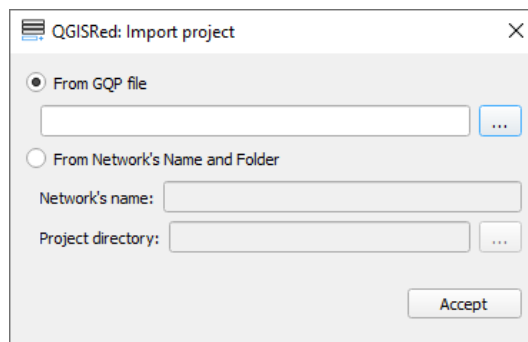 QGISRed: Import project
From GQP file
...
From Network's Name and Folder
Network's name:
Project directory:
...
Accept